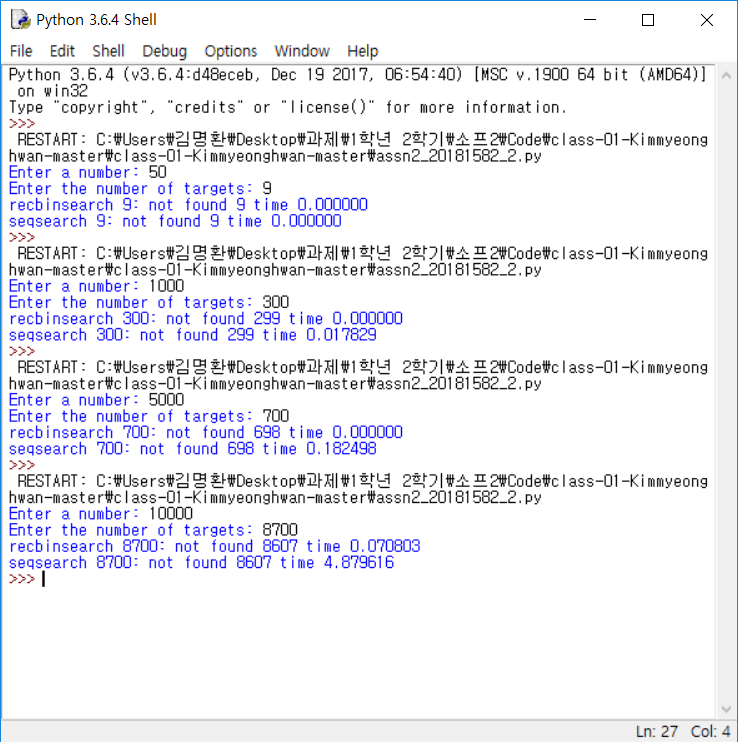 Python 3.6.4 Shell
File Edit Shell Debug Options Window Help
Python 3.6.4 (v3.6.4:d48eceb, Dec 19 2017, 06:54:40) [MSC v.1900 64 bit (AMD64)]
 on win32
Type "copyright", "credits" or "license()" for more information.
>>>
 RESTART: C:₩Users₩김명환₩Desktop₩과제₩1학년 2학기₩소프2₩Code₩class-01-Kimmyeong
hwan-master₩class-01-Kimmyeonghwan-master₩assn2_20181582_2.py
Enter a number: 50
Enter the number of targets: 9
recbinsearch 9: not found 9 time 0.000000
seqsearch 9: not found 9 time 0.000000
>>>
 RESTART: C:₩Users₩김명환₩Desktop₩과제₩1학년 2학기₩소프2₩Code₩class-01-Kimmyeong
hwan-master₩class-01-Kimmyeonghwan-master₩assn2_20181582_2.py
Enter a number: 1000
Enter the number of targets: 300
recbinsearch 300: not found 299 time 0.000000
seqsearch 300: not found 299 time 0.017829
>>>
 RESTART: C:₩Users₩김명환₩Desktop₩과제₩1학년 2학기₩소프2₩Code₩class-01-Kimmyeong
hwan-master₩class-01-Kimmyeonghwan-master₩assn2_20181582_2.py
Enter a number: 5000
Enter the number of targets: 700
recbinsearch 700: not found 698 time 0.000000
seqsearch 700: not found 698 time 0.182498
>>>
 RESTART: C:₩Users₩김명환₩Desktop₩과제₩1학년 2학기₩소프2₩Code₩class-01-Kimmyeong
hwan-master₩class-01-Kimmyeonghwan-master₩assn2_20181582_2.py
Enter a number: 10000
Enter the number of targets: 8700
recbinsearch 8700: not found 8607 time 0.070803
seqsearch 8700: not found 8607 time 4.879616
>>>
Ln: 27 Col: 4